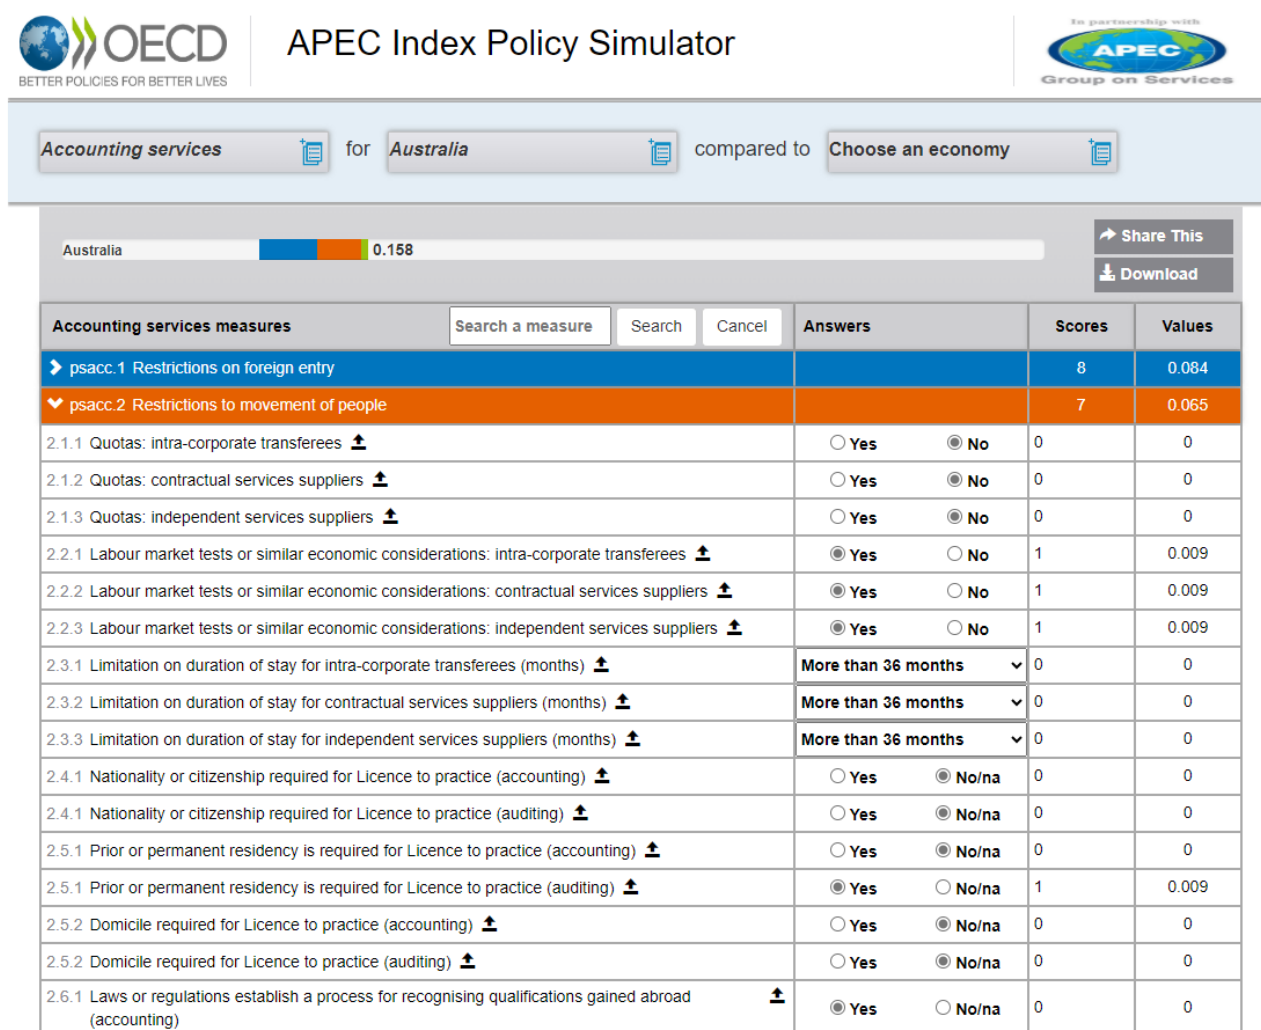 OECD
BETTER POLICIES FOR BETTER LIVES
APEC Index Policy Simulator
In partnership with
APEC
Group on Services
Accounting services for Australia compared to Choose an economy
Australia 0.158
Share This
Download
Accounting services measures Search a measure Search Cancel Answers Scores Values
psacc.1 Restrictions on foreign entry 8 0.084
psacc.2 Restrictions to movement of people 7 0.065
2.1.1 Quotas: intra-corporate transferees Yes No 0 0
2.1.2 Quotas: contractual services suppliers Yes No 0 0
2.1.3 Quotas: independent services suppliers Yes No 0 0
2.2.1 Labour market tests or similar economic considerations: intra-corporate transferees Yes No 1 0.009
2.2.2 Labour market tests or similar economic considerations: contractual services suppliers Yes No 1 0.009
2.2.3 Labour market tests or similar economic considerations: independent services suppliers Yes No 1 0.009
2.3.1 Limitation on duration of stay for intra-corporate transferees (months) More than 36 months 0 0
2.3.2 Limitation on duration of stay for contractual services suppliers (months) More than 36 months 0 0
2.3.3 Limitation on duration of stay for independent services suppliers (months) More than 36 months 0 0
2.4.1 Nationality or citizenship required for Licence to practice (accounting) Yes No/na 0 0
2.4.1 Nationality or citizenship required for Licence to practice (auditing) Yes No/na 0 0
2.5.1 Prior or permanent residency is required for Licence to practice (accounting) Yes No/na 0 0
2.5.1 Prior or permanent residency is required for Licence to practice (auditing) Yes No/na 1 0.009
2.5.2 Domicile required for Licence to practice (accounting) Yes No/na 0 0
2.5.2 Domicile required for Licence to practice (auditing) Yes No/na 0 0
2.6.1 Laws or regulations establish a process for recognising qualifications gained abroad
(accounting) Yes No/na 0 0